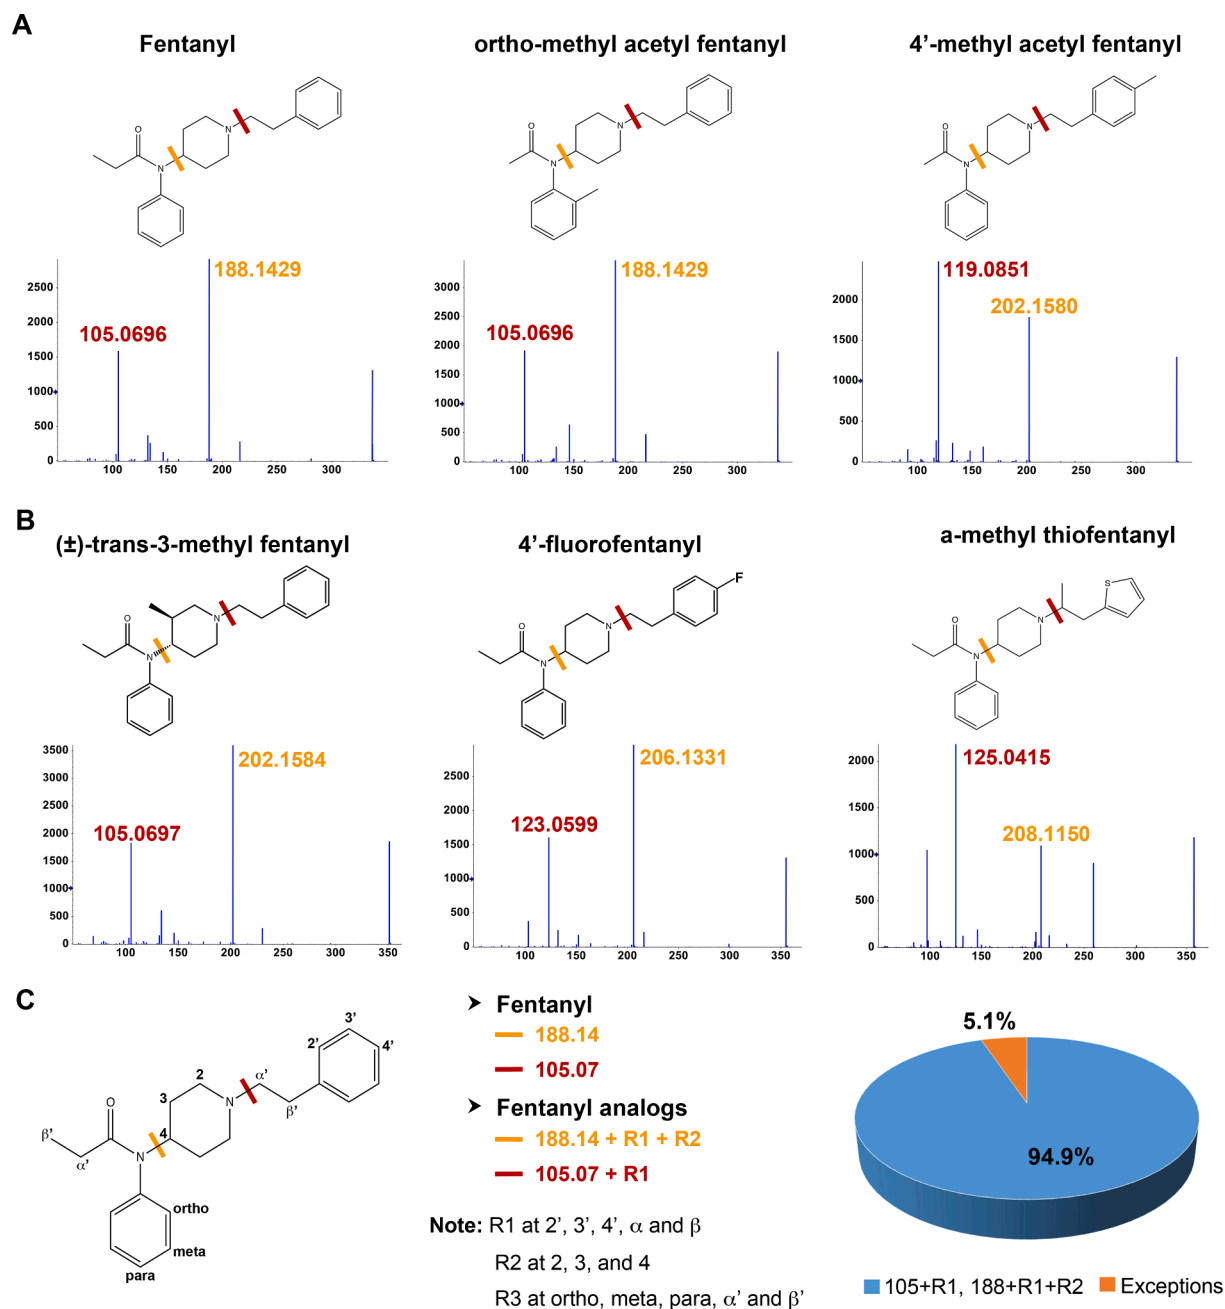 A
Fentanyl
ortho-methyl acetyl fentanyl
4’-methyl acetyl fentanyl
O
N
N
O
N
N
O
N
N
188.1429
105.0696
2500
2000
1500
1000
500
0
100 150 200 250 300
188.1429
105.0696
3000
2500
2000
1500
1000
500
0
100 150 200 250 300
119.0851
202.1580
2000
1500
1000
500
0
100 150 200 250 300
B
(±)-trans-3-methyl fentanyl
4’-fluorofentanyl
a-methyl thiofentanyl
O
N
N
O
N
N
F
O
N
N
S
202.1584
105.0697
3500
3000
2500
2000
1500
1000
500
0
100 150 200 250 300 350
206.1331
123.0599
2500
2000
1500
1000
500
0
100 150 200 250 300 350
125.0415
208.1150
2000
1500
1000
500
0
100 150 200 250 300 350
C
3’
2’ 4’
2 α’
3 N β’
O
β’ 4
α’ N
ortho
meta
para
➤ Fentanyl
188.14
105.07
➤ Fentanyl analogs
188.14 + R1 + R2
105.07 + R1
Note: R1 at 2’, 3’, 4’, α and β
R2 at 2, 3, and 4
R3 at ortho, meta, para, α’ and β’
5.1%
94.9%
105+R1, 188+R1+R2 Exceptions